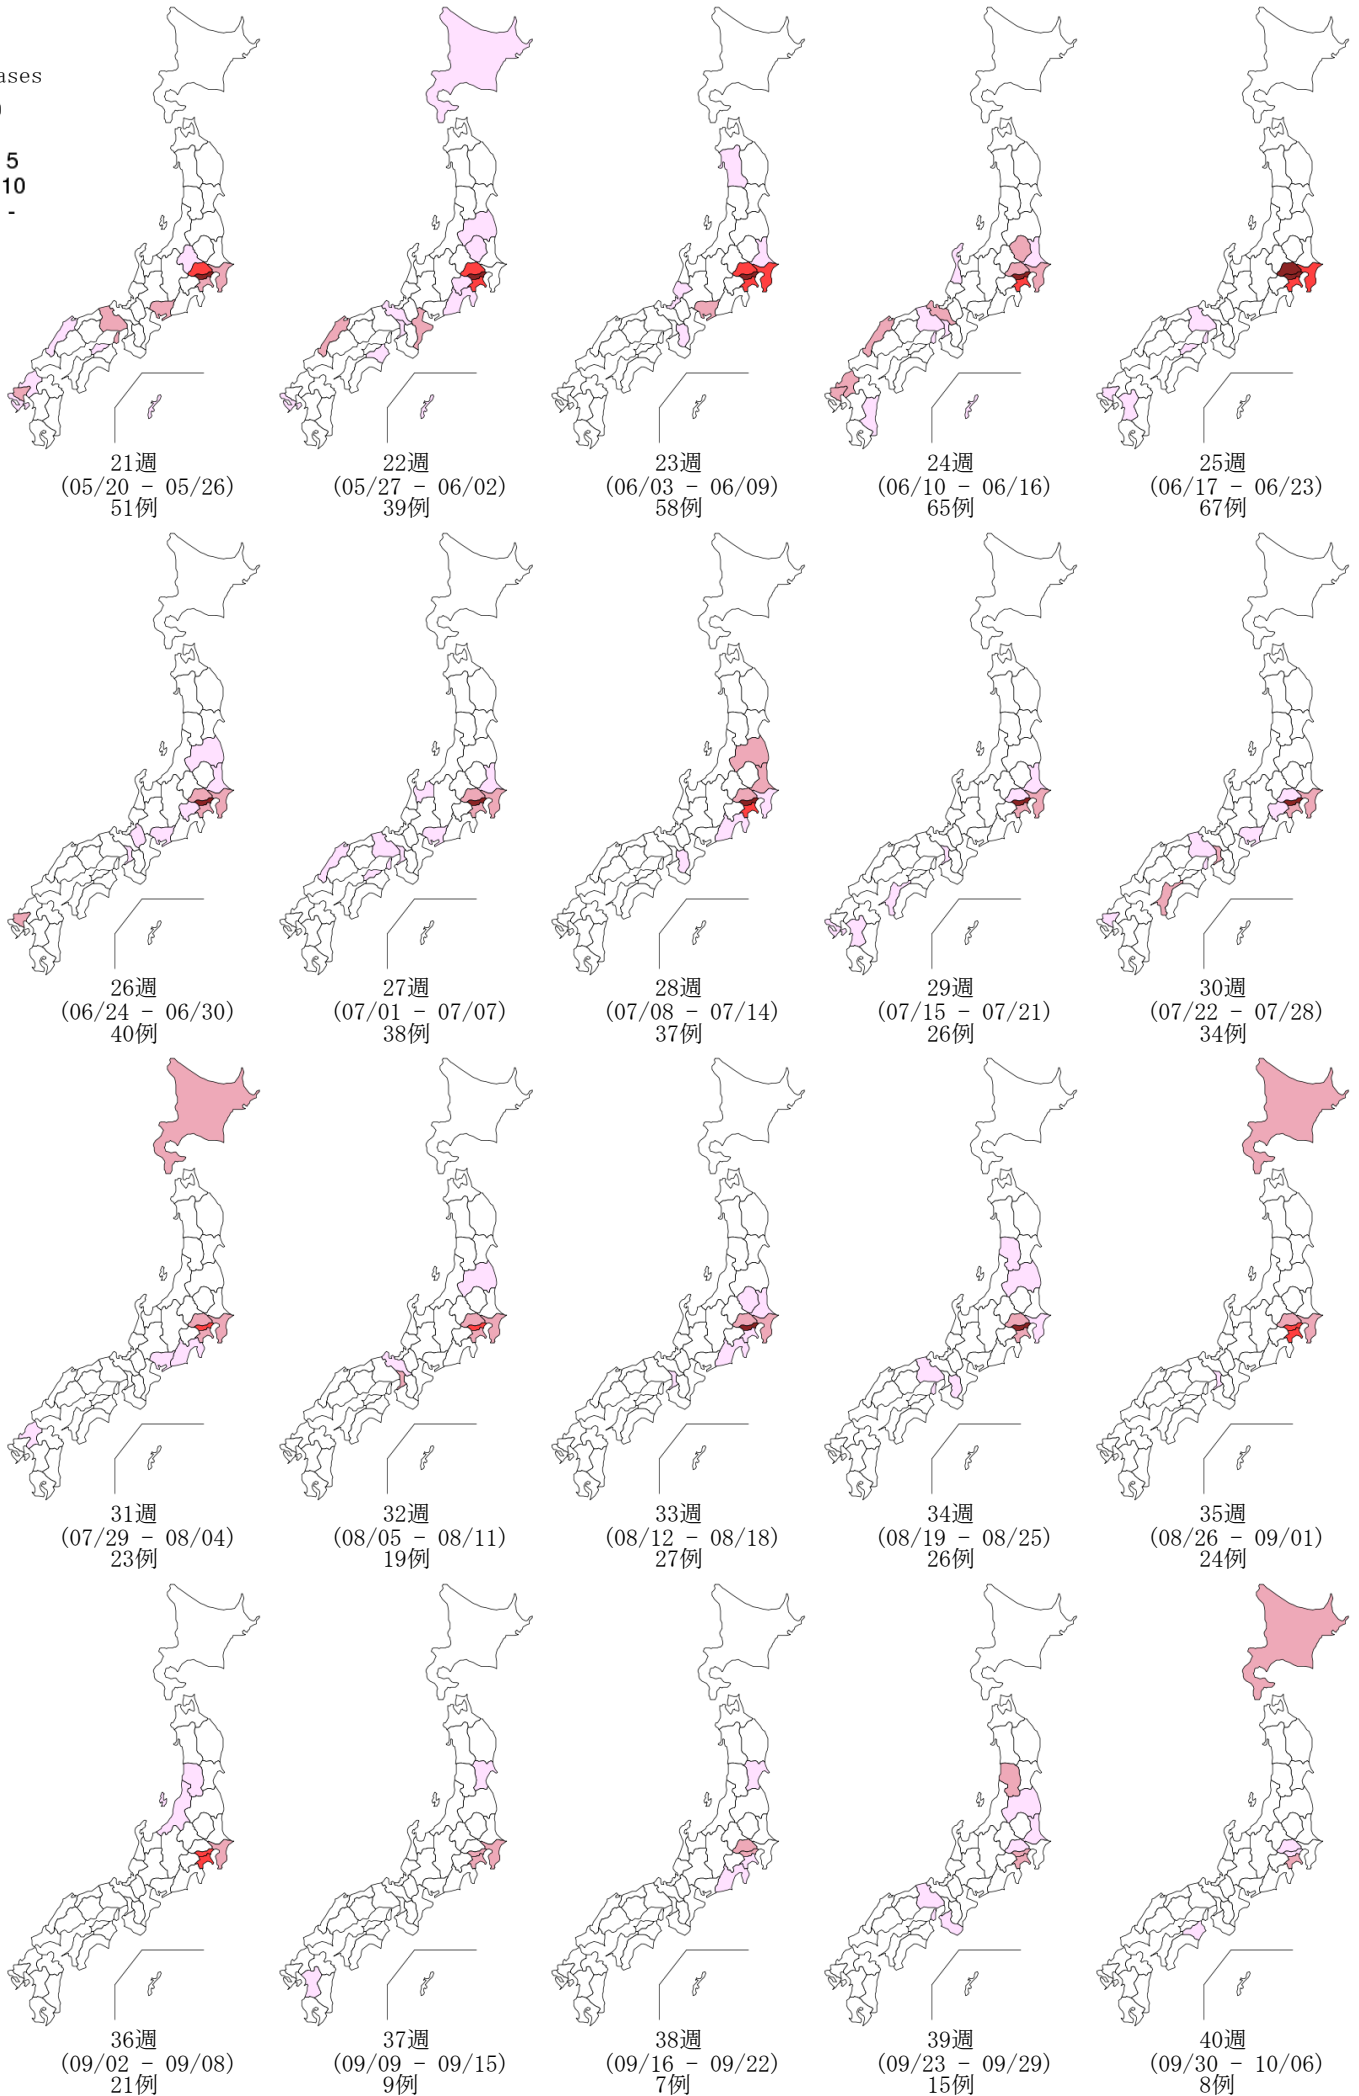 ases
5
10
-
21週
(05/20 - 05/26)
51例
22週
(05/27 - 06/02)
39例
23週
(06/03 - 06/09)
58例
24週
(06/10 - 06/16)
65例
25週
(06/17 - 06/23)
67例
26週
(06/24 - 06/30)
40例
27週
(07/01 - 07/07)
38例
28週
(07/08 - 07/14)
37例
29週
(07/15 - 07/21)
26例
30週
(07/22 - 07/28)
34例
31週
(07/29 - 08/04)
23例
32週
(08/05 - 08/11)
19例
33週
(08/12 - 08/18)
27例
34週
(08/19 - 08/25)
26例
35週
(08/26 - 09/01)
24例
36週
(09/02 - 09/08)
21例
37週
(09/09 - 09/15)
9例
38週
(09/16 - 09/22)
7例
39週
(09/23 - 09/29)
15例
40週
(09/30 - 10/06)
8例